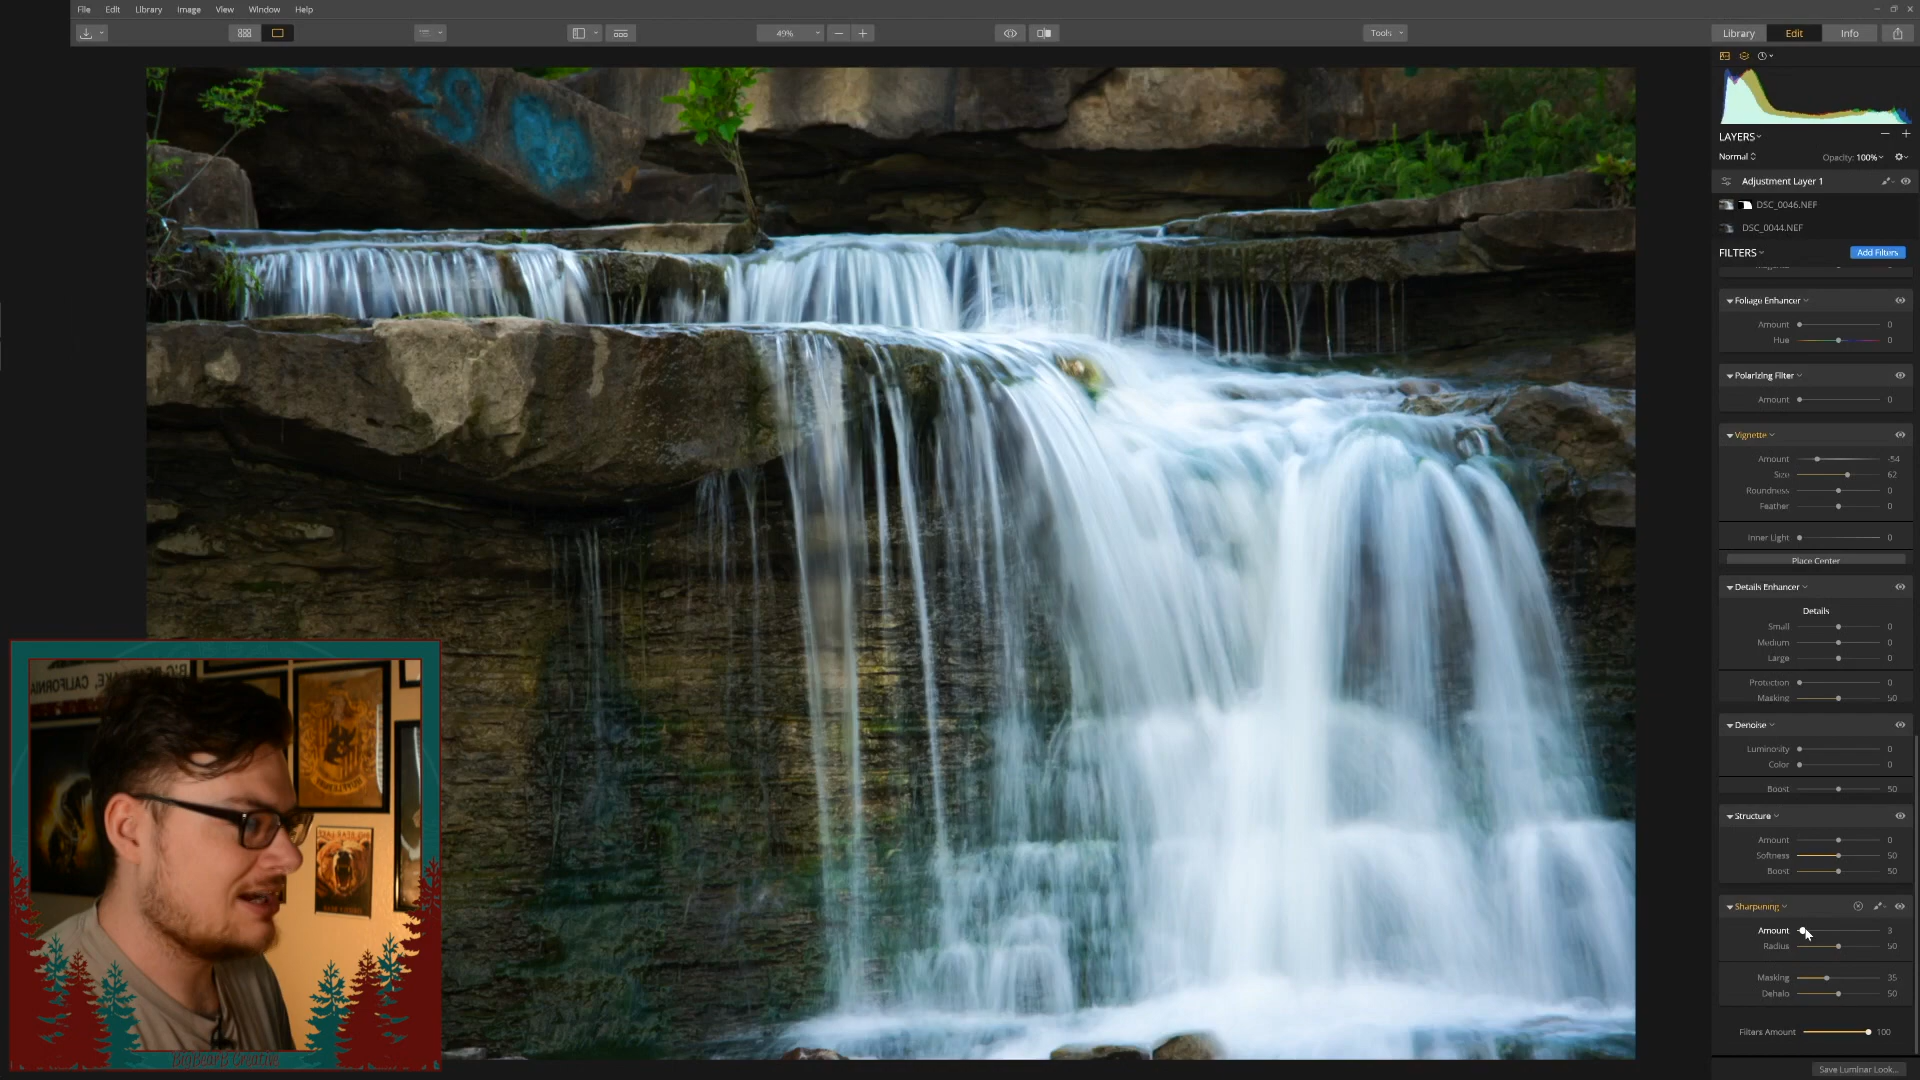 File Edit Library Image View Window Help
49% Tools Library Edit Info
LAYERS
Normal Opacity: 100%
Adjustment Layer 1
DSC_0046.NEF
DSC_0044.NEF
FILTERS Add Filters
Foliage Enhancer
Amount 0
Hue 0
Polarizing Filter
Amount 0
Vignette
Amount -54
Size 62
Roundness 0
Feather 0
Inner Light 0
Place Center
Details Enhancer
Details
Small 0
Medium 0
Large 0
Protection 0
Masking 50
Denoise
Luminosity 0
Color 0
Boost 50
Structure
Amount 0
Softness 50
Boost 50
Sharpening
Amount 3
Radius 50
Masking 35
Dehalo 50
Filters Amount 100
Save Luminar Look...